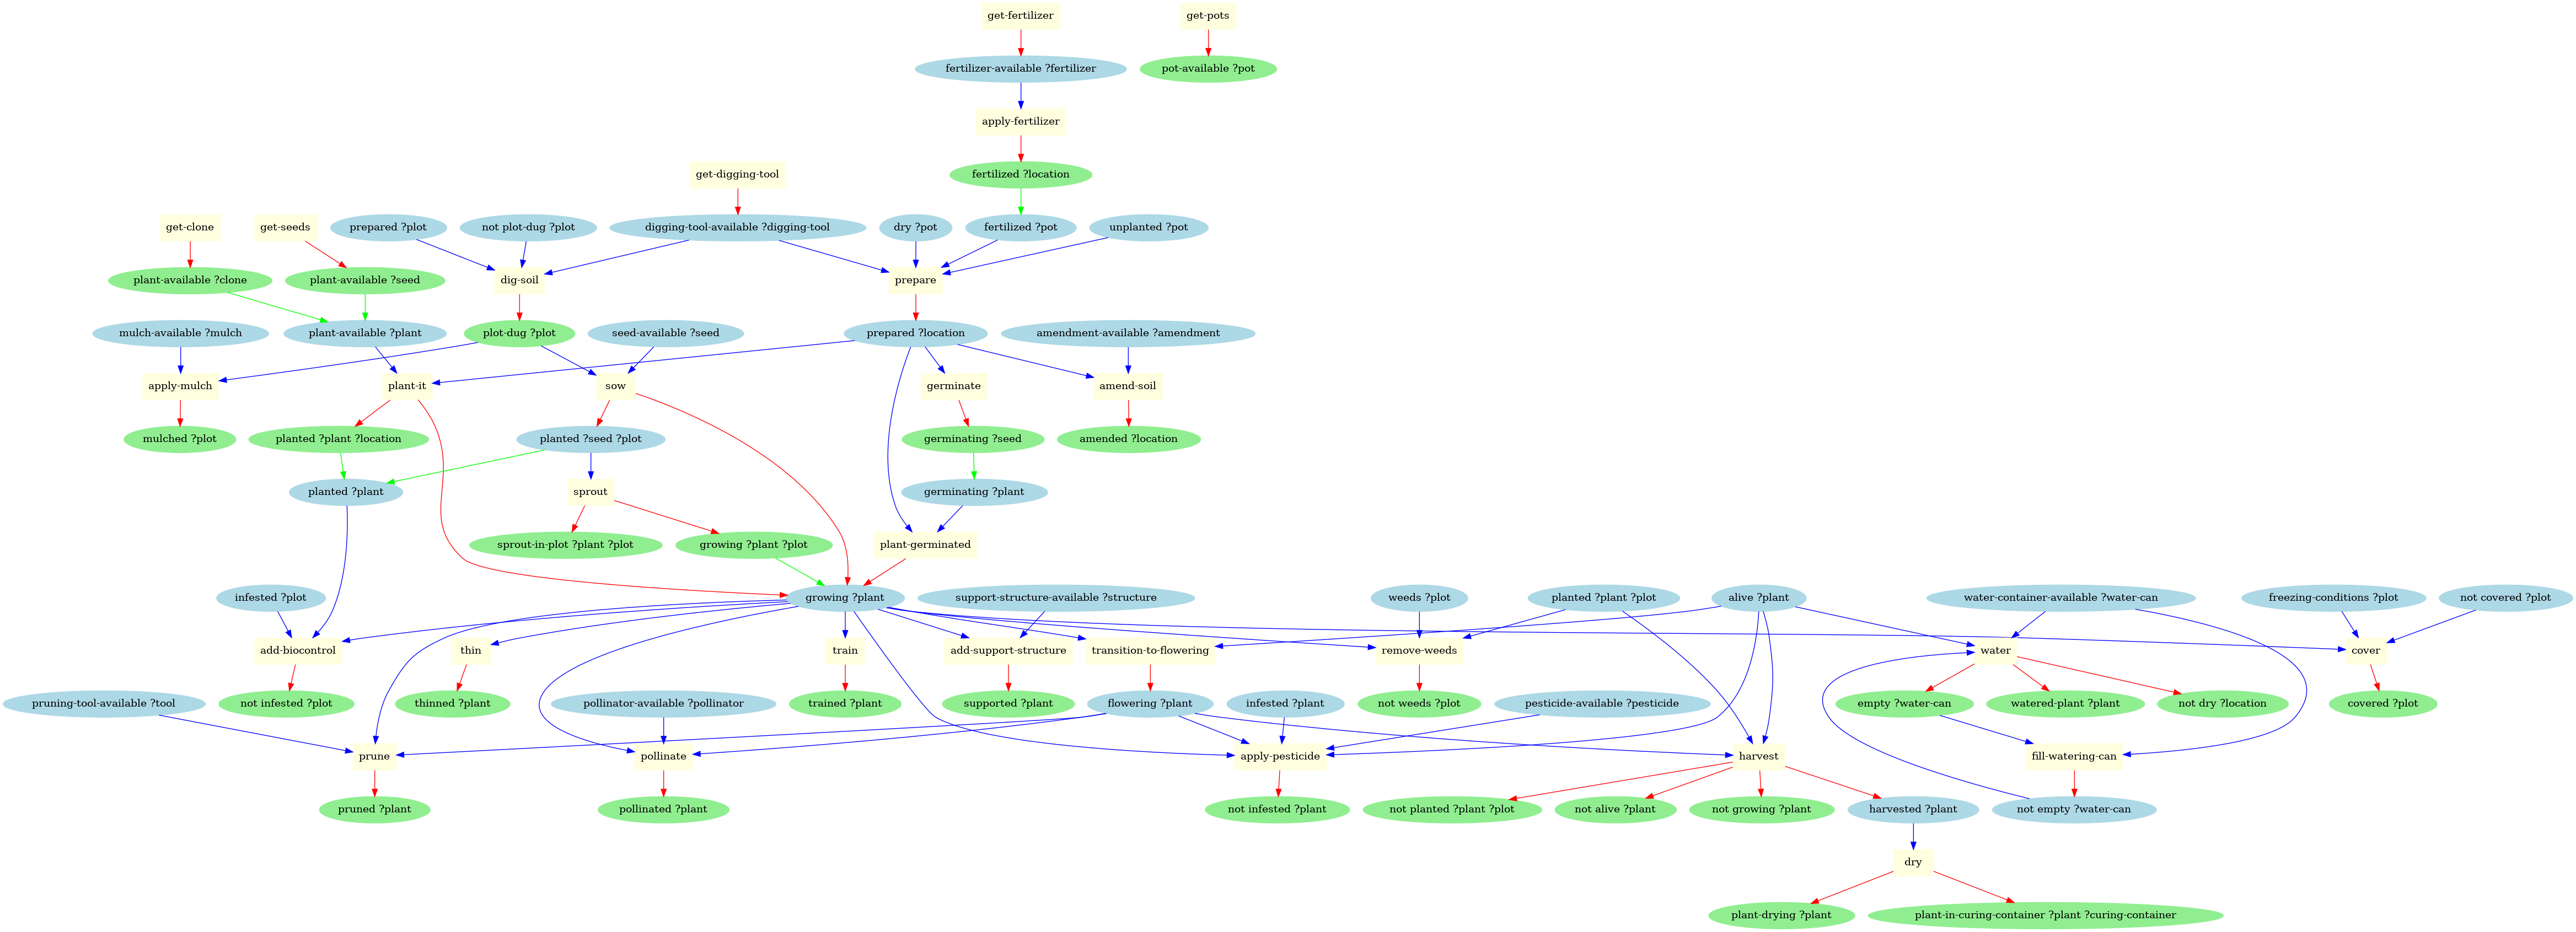 get-fertilizer
get-pots
fertilizer-available ?fertilizer
pot-available ?pot
apply-fertilizer
get-digging-tool
fertilized ?location
get-clone
get-seeds
prepared ?plot
not plot-dug ?plot
digging-tool-available ?digging-tool
dry ?pot
fertilized ?pot
unplanted ?pot
plant-available ?clone
plant-available ?seed
dig-soil
prepare
mulch-available ?mulch
plant-available ?plant
plot-dug ?plot
seed-available ?seed
prepared ?location
amendment-available ?amendment
apply-mulch
plant-it
sow
germinate
amend-soil
mulched ?plot
planted ?plant ?location
planted ?seed ?plot
germinating ?seed
amended ?location
planted ?plant
sprout
germinating ?plant
sprout-in-plot ?plant ?plot
growing ?plant ?plot
plant-germinated
infested ?plot
growing ?plant
support-structure-available ?structure
weeds ?plot
planted ?plant ?plot
alive ?plant
water-container-available ?water-can
freezing-conditions ?plot
not covered ?plot
add-biocontrol
thin
train
add-support-structure
transition-to-flowering
remove-weeds
water
cover
pruning-tool-available ?tool
not infested ?plot
thinned ?plant
pollinator-available ?pollinator
trained ?plant
supported ?plant
flowering ?plant
infested ?plant
pesticide-available ?pesticide
not weeds ?plot
empty ?water-can
watered-plant ?plant
not dry ?location
covered ?plot
prune
pollinate
apply-pesticide
harvest
fill-watering-can
pruned ?plant
pollinated ?plant
not infested ?plant
not planted ?plant ?plot
not alive ?plant
not growing ?plant
harvested ?plant
not empty ?water-can
dry
plant-drying ?plant
plant-in-curing-container ?plant ?curing-container